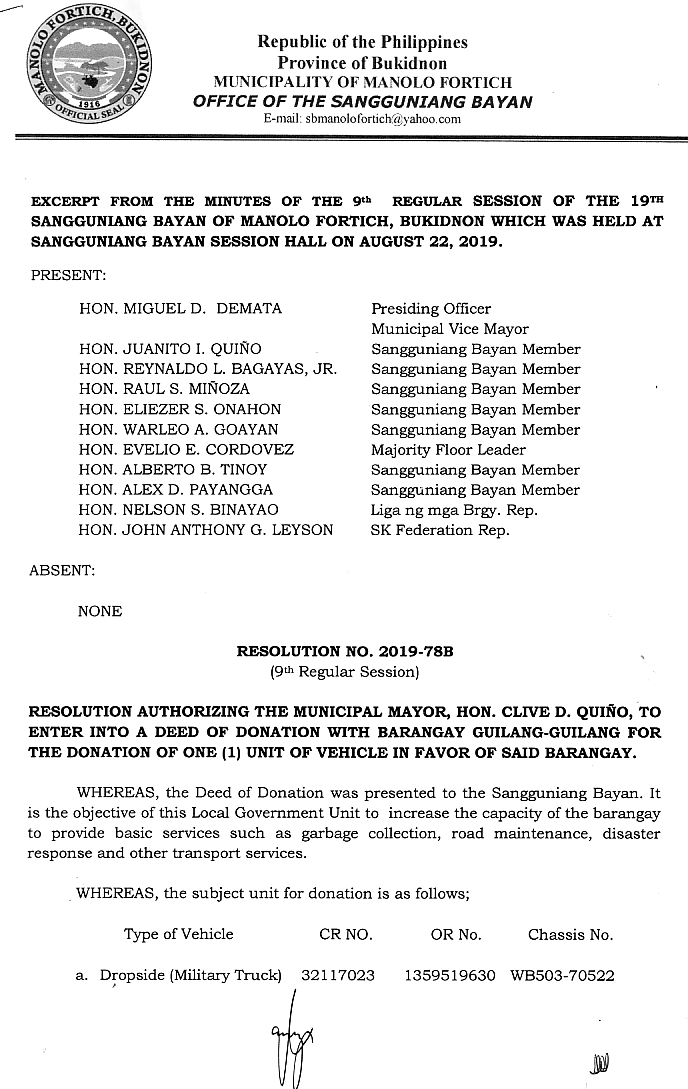 MANOLO FORTICH, BUKIDNON
1916
OFFICIAL SEAL
Republic of the Philippines
Province of Bukidnon
MUNICIPALITY OF MANOLO FORTICH
OFFICE OF THE SANGGUNIANG BAYAN
E-mail: sbmanolofortich@yahoo.com
EXCERPT FROM THE MINUTES OF THE 9th REGULAR SESSION OF THE 19TH
SANGGUNIANG BAYAN OF MANOLO FORTICH, BUKIDNON WHICH WAS HELD AT
SANGGUNIANG BAYAN SESSION HALL ON AUGUST 22, 2019.
PRESENT:
HON. MIGUEL D. DEMATA Presiding Officer
Municipal Vice Mayor
HON. JUANITO I. QUIÑO Sangguniang Bayan Member
HON. REYNALDO L. BAGAYAS, JR. Sangguniang Bayan Member
HON. RAUL S. MIÑOZA Sangguniang Bayan Member
HON. ELIEZER S. ONAHON Sangguniang Bayan Member
HON. WARLEO A. GOAYAN Sangguniang Bayan Member
HON. EVELIO E. CORDOVEZ Majority Floor Leader
HON. ALBERTO B. TINOY Sangguniang Bayan Member
HON. ALEX D. PAYANGGA Sangguniang Bayan Member
HON. NELSON S. BINAYAO Liga ng mga Brgy. Rep.
HON. JOHN ANTHONY G. LEYSON SK Federation Rep.
ABSENT:
NONE
RESOLUTION NO. 2019-78B
(9th Regular Session)
RESOLUTION AUTHORIZING THE MUNICIPAL MAYOR, HON. CLIVE D. QUIÑO, TO
ENTER INTO A DEED OF DONATION WITH BARANGAY GUILANG-GUILANG FOR
THE DONATION OF ONE (1) UNIT OF VEHICLE IN FAVOR OF SAID BARANGAY.
WHEREAS, the Deed of Donation was presented to the Sangguniang Bayan. It
is the objective of this Local Government Unit to increase the capacity of the barangay
to provide basic services such as garbage collection, road maintenance, disaster
response and other transport services.
WHEREAS, the subject unit for donation is as follows;
Type of Vehicle CR NO. OR No. Chassis No.
a. Dropside (Military Truck) 32117023 1359519630 WB503-70522